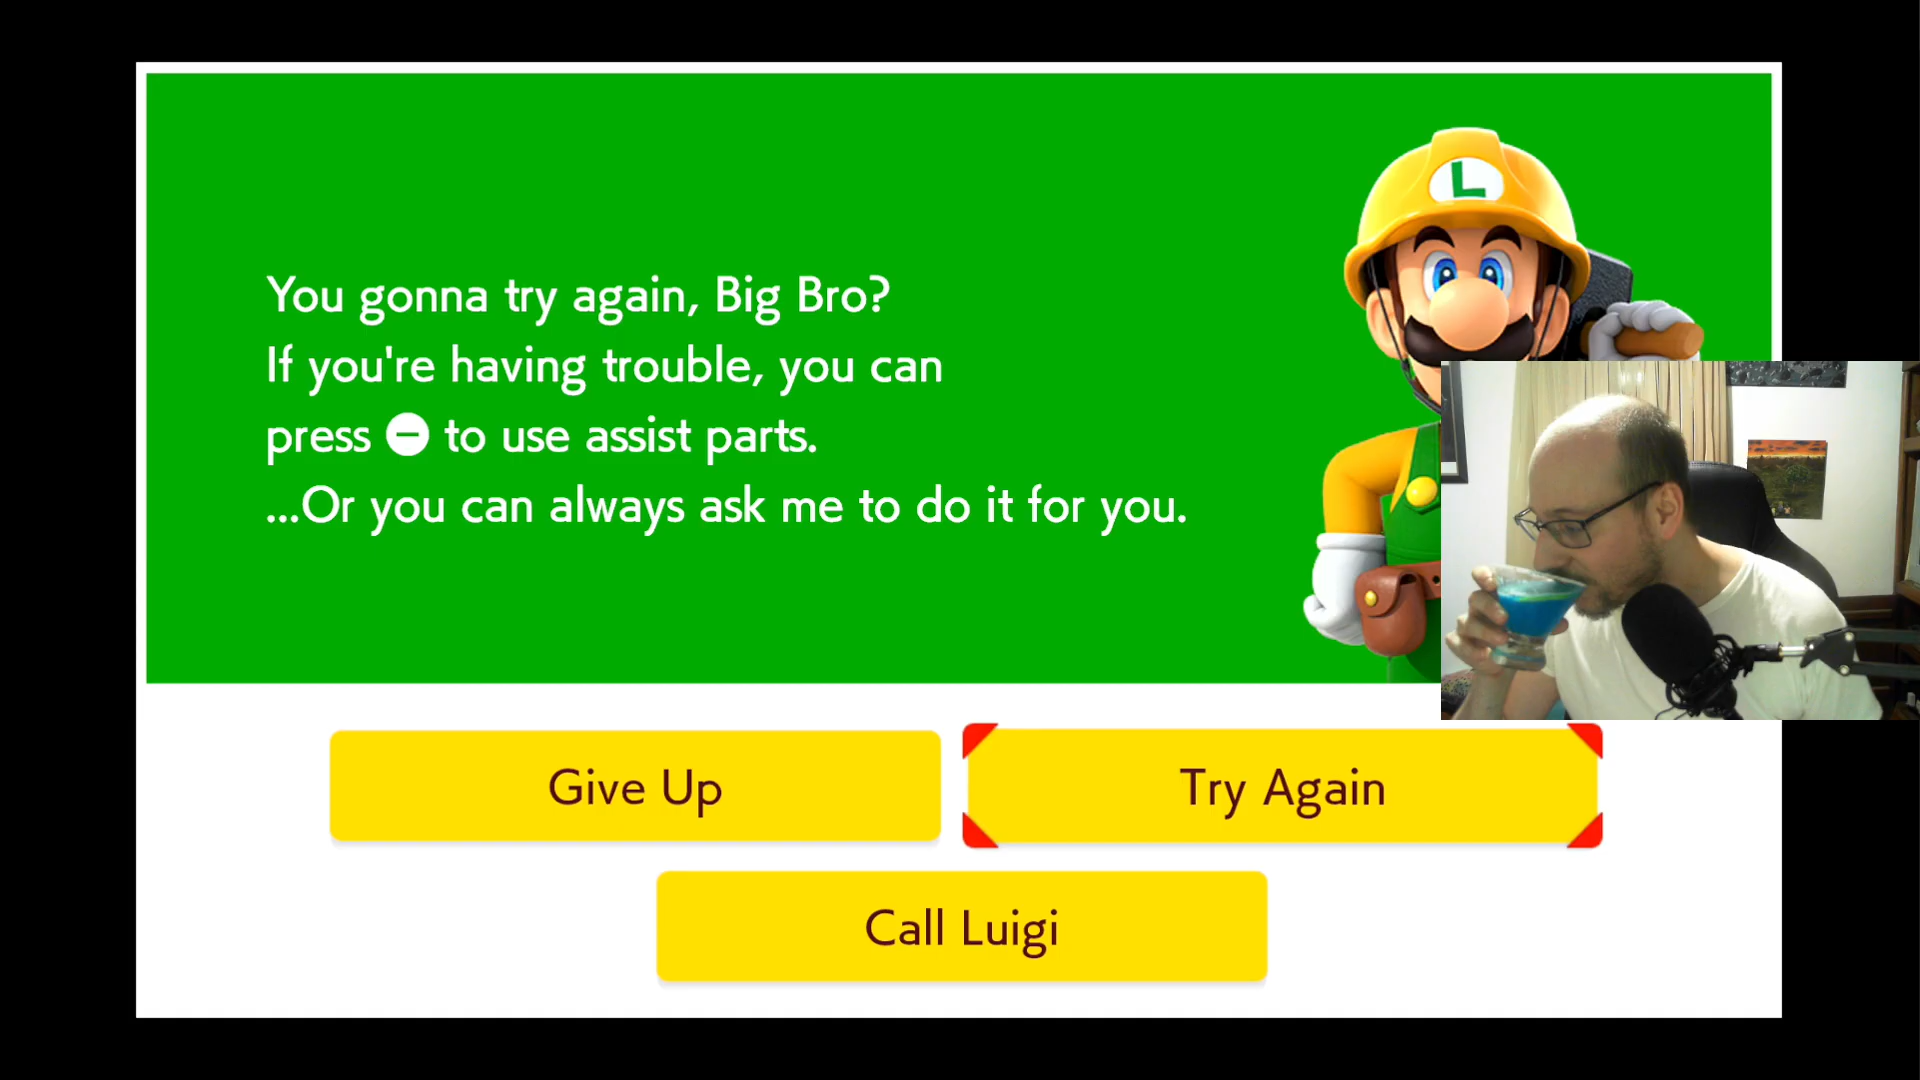 L
You gonna try again, Big Bro?
If you're having trouble, you can
press ⊖ to use assist parts.
...Or you can always ask me to do it for you.
Give Up
Try Again
Call Luigi